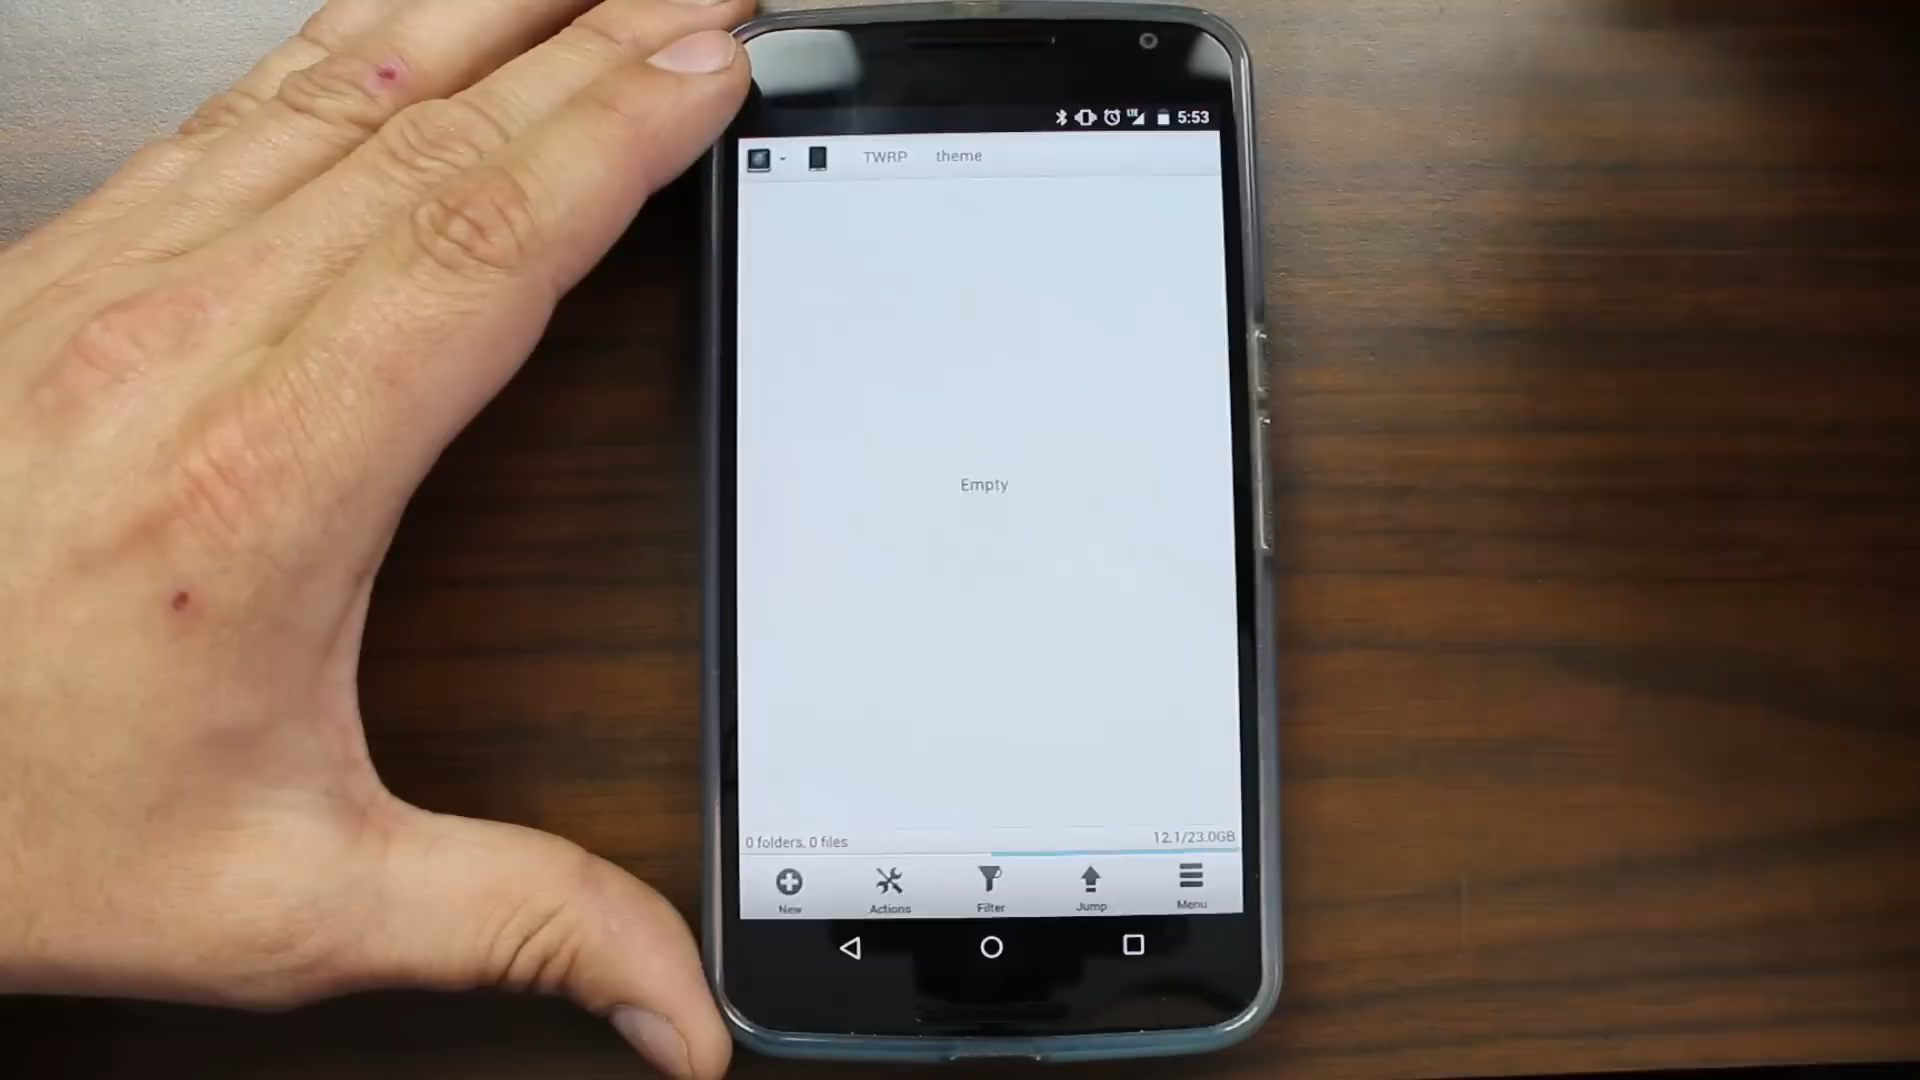 5:53
TWRP theme
Empty
0 folders, 0 files 12.1/23.0GB
New Actions Filter Jump Menu